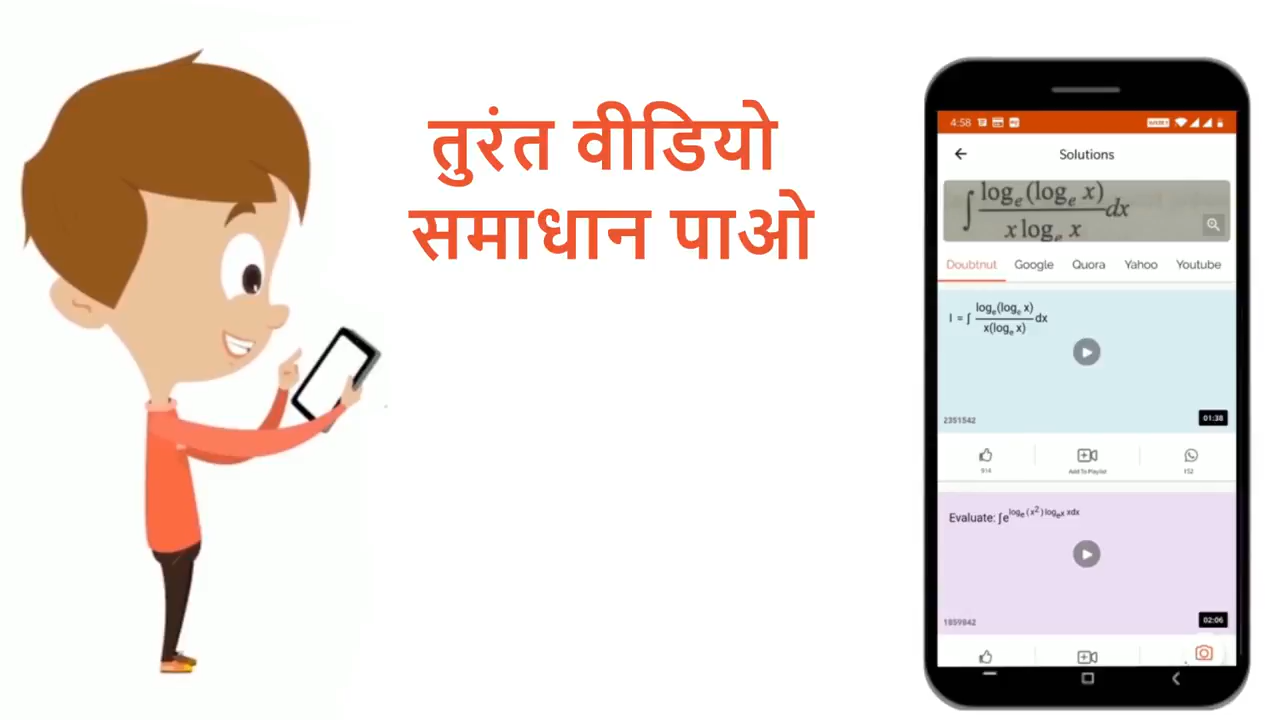 तुरंत वीडियो
समाधान पाओ
4:58
Solutions
∫ logₑ(logₑ x) / x logₑ x dx
Doubtnut Google Quora Yahoo Youtube
I = ∫ logₑ(logₑ x) / x(logₑ x) dx
2351542
01:38
914
Add To Playlist
152
Evaluate: ∫e^logₑ(x²)logₑx xdx
1859842
02:06